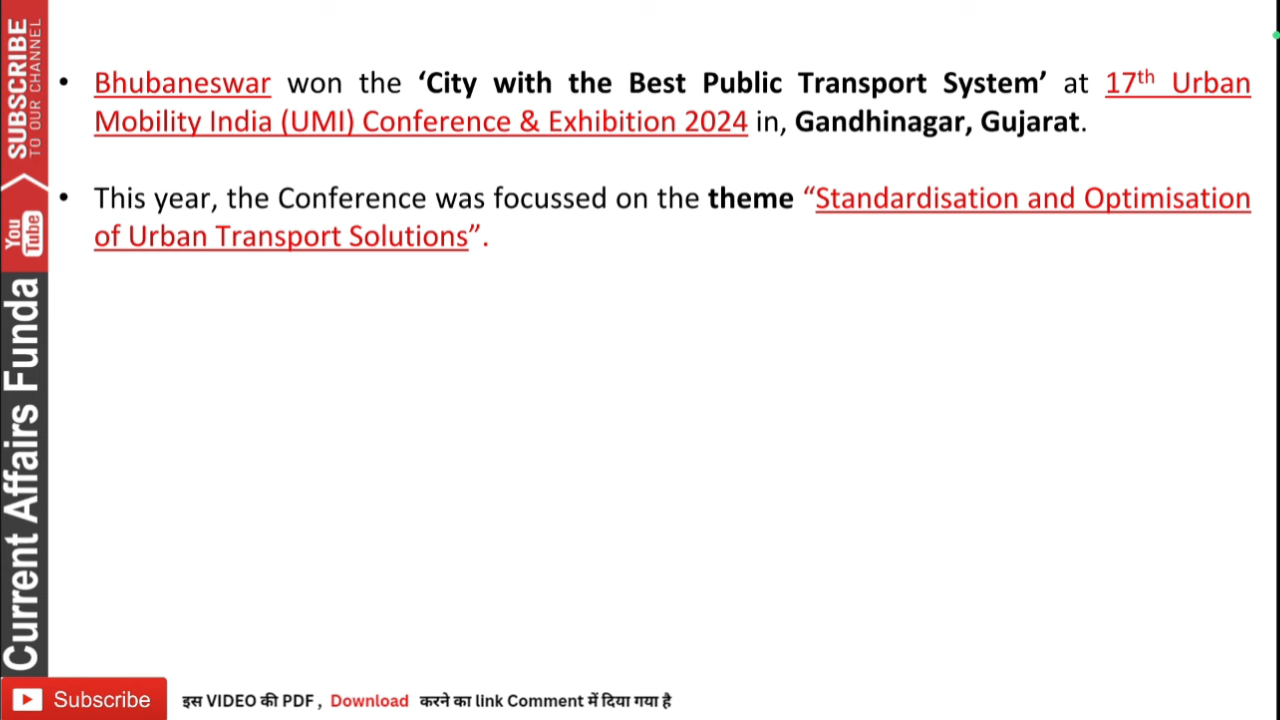 • Bhubaneswar won the ‘City with the Best Public Transport System’ at 17th Urban
Mobility India (UMI) Conference & Exhibition 2024 in, Gandhinagar, Gujarat.
• This year, the Conference was focussed on the theme “Standardisation and Optimisation
of Urban Transport Solutions”.
SUBSCRIBE
TO OUR CHANNEL
You
Tube
Current Affairs Funda
Subscribe
इस VIDEO की PDF , Download करने का link Comment में दिया गया है